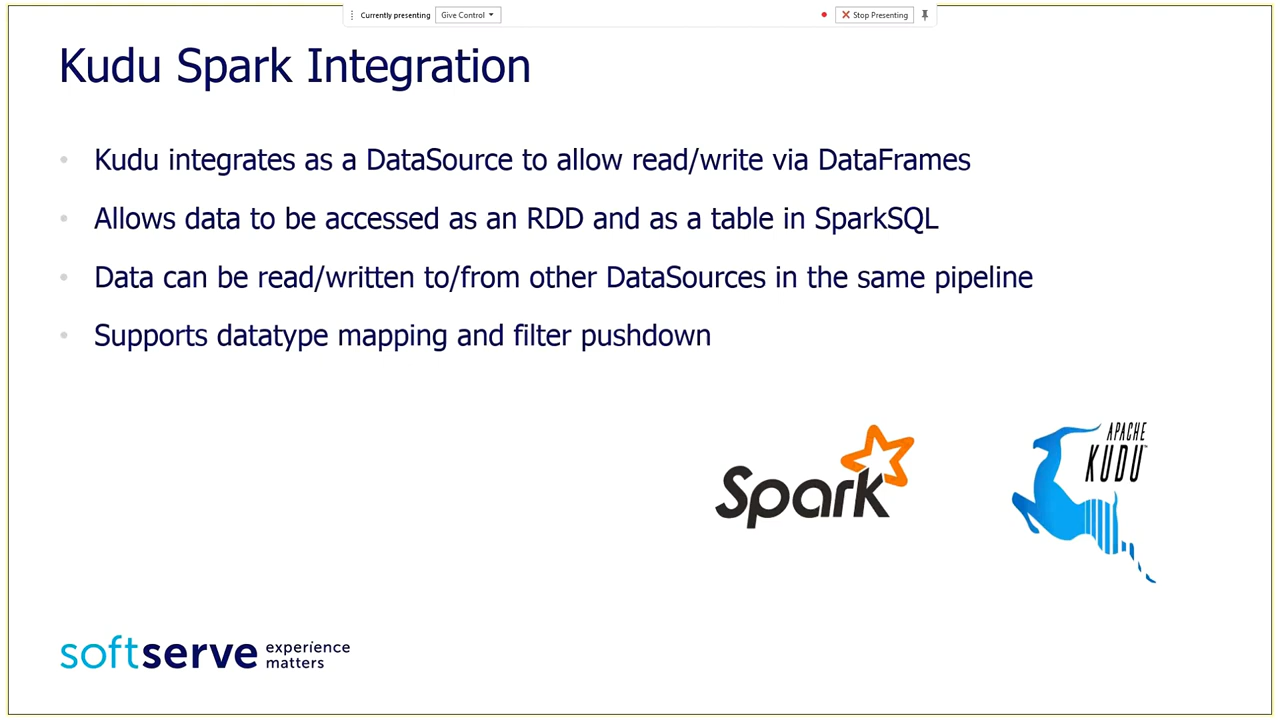 Currently presenting Give Control Stop Presenting
Kudu Spark Integration
• Kudu integrates as a DataSource to allow read/write via DataFrames
• Allows data to be accessed as an RDD and as a table in SparkSQL
• Data can be read/written to/from other DataSources in the same pipeline
• Supports datatype mapping and filter pushdown
Spark
APACHE
KUDU
softserve experience
matters